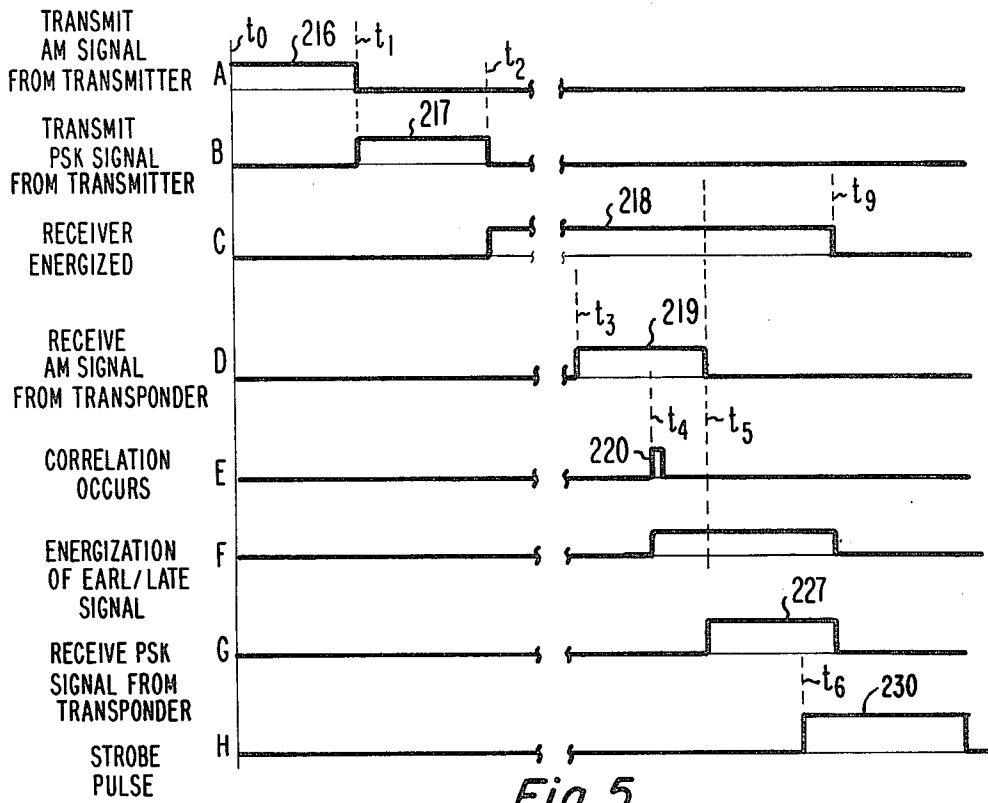 TRANSMIT
AM SIGNAL
FROM TRANSMITTER
A
t0
216
t1
t2
TRANSMIT
PSK SIGNAL
FROM TRANSMITTER
B
217
RECEIVER
ENERGIZED
C
218
t9
RECEIVE
AM SIGNAL
FROM TRANSPONDER
D
t3
219
CORRELATION
OCCURS
E
220
t4
t5
ENERGIZATION
OF EARL/LATE
SIGNAL
F
RECEIVE PSK
SIGNAL FROM
TRANSPONDER
G
227
STROBE
PULSE
H
t6
230
Fig. 5